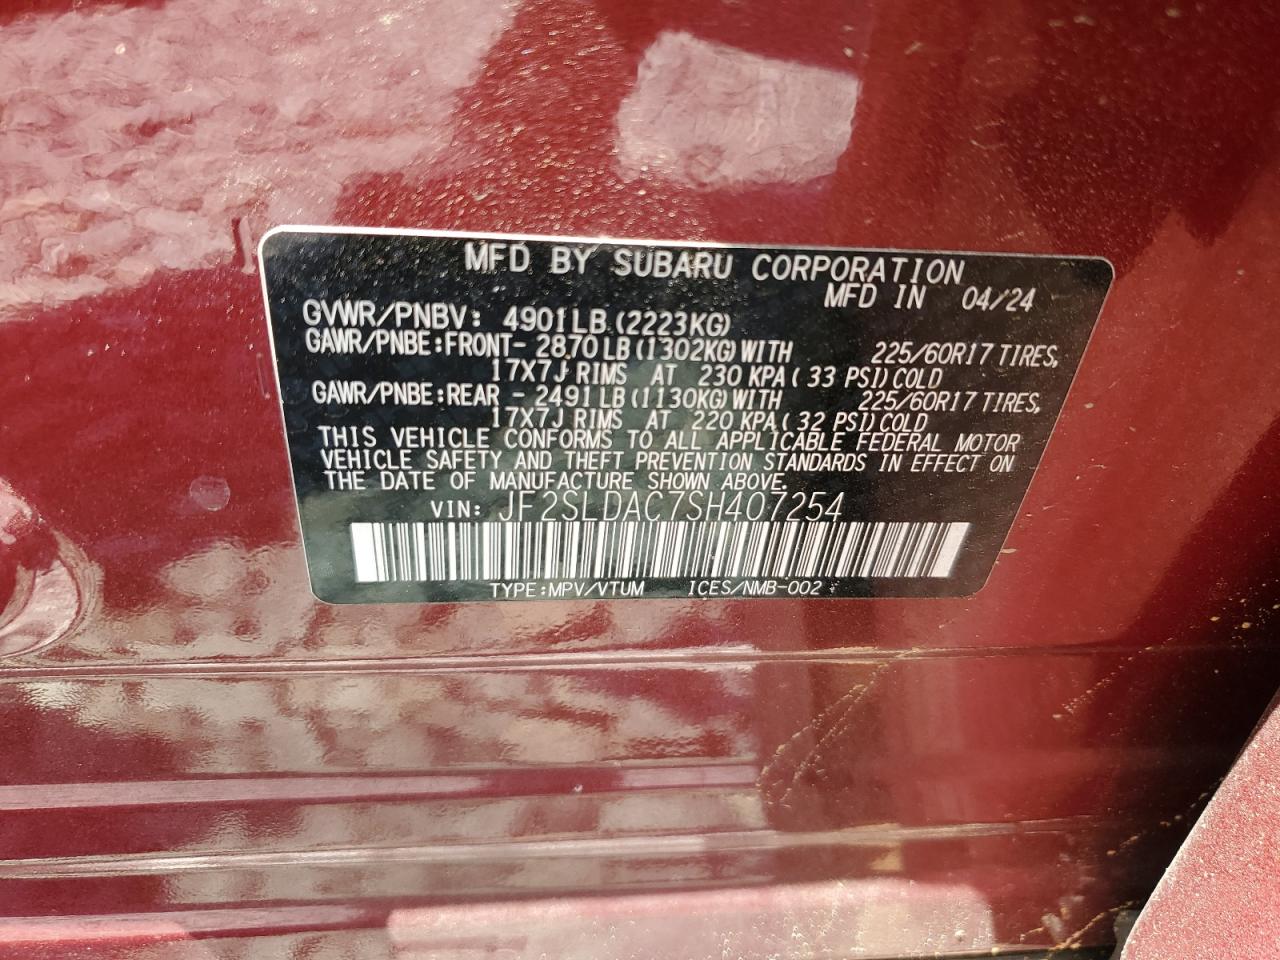 MFD BY SUBARU CORPORATION
MFD IN 04/24
GVWR/PNBV: 4901LB (2223KG)
GAWR/PNBE:FRONT- 2870LB (1302KG) WITH 225/60R17 TIRES,
17X7J RIMS AT 230 KPA ( 33 PSI) COLD
GAWR/PNBE:REAR - 2491LB (1130KG) WITH 225/60R17 TIRES,
17X7J RIMS AT 220 KPA ( 32 PSI) COLD
THIS VEHICLE CONFORMS TO ALL APPLICABLE FEDERAL MOTOR
VEHICLE SAFETY AND THEFT PREVENTION STANDARDS IN EFFECT ON
THE DATE OF MANUFACTURE SHOWN ABOVE.
VIN: JF2SLDAC7SH407254
TYPE:MPV/VTUM ICES/NMB-002